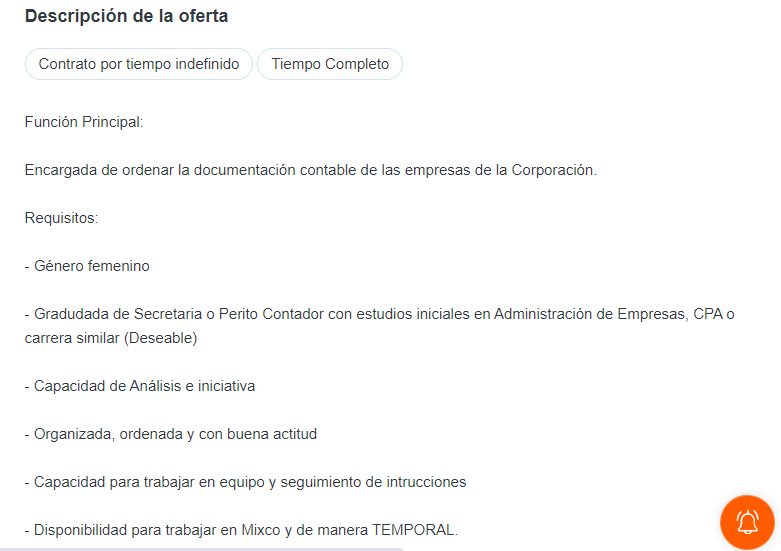 Descripción de la oferta
Contrato por tiempo indefinido
Tiempo Completo
Función Principal:
Encargada de ordenar la documentación contable de las empresas de la Corporación.
Requisitos:
- Género femenino
- Gradudada de Secretaria o Perito Contador con estudios iniciales en Administración de Empresas, CPA o
carrera similar (Deseable)
- Capacidad de Análisis e iniciativa
- Organizada, ordenada y con buena actitud
- Capacidad para trabajar en equipo y seguimiento de intrucciones
- Disponibilidad para trabajar en Mixco y de manera TEMPORAL.